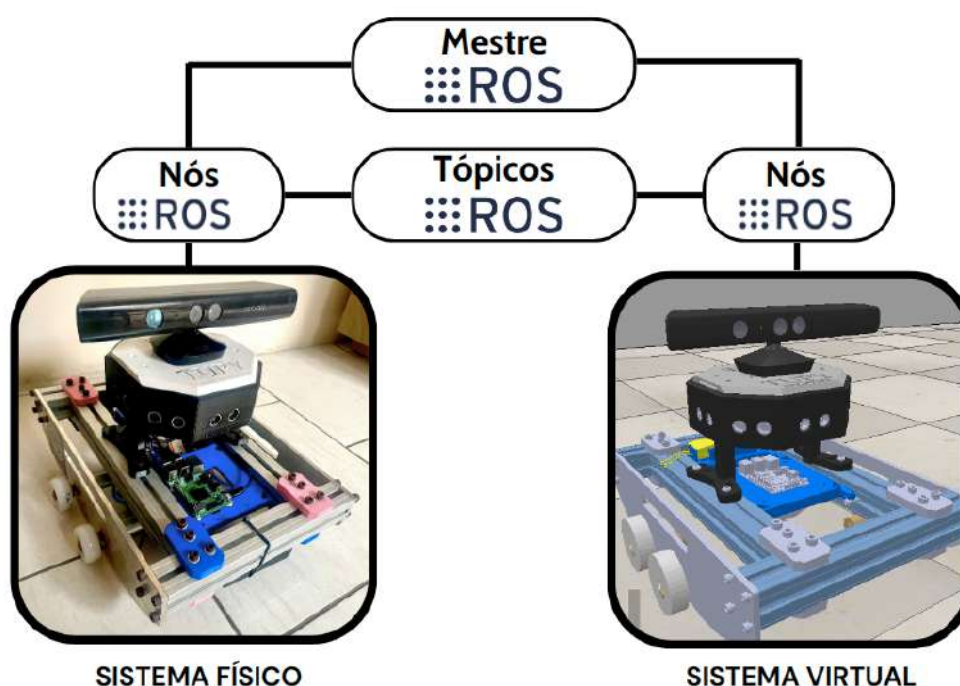 Mestre
ROS
Nós
ROS
Tópicos
ROS
Nós
ROS
SISTEMA FÍSICO
SISTEMA VIRTUAL